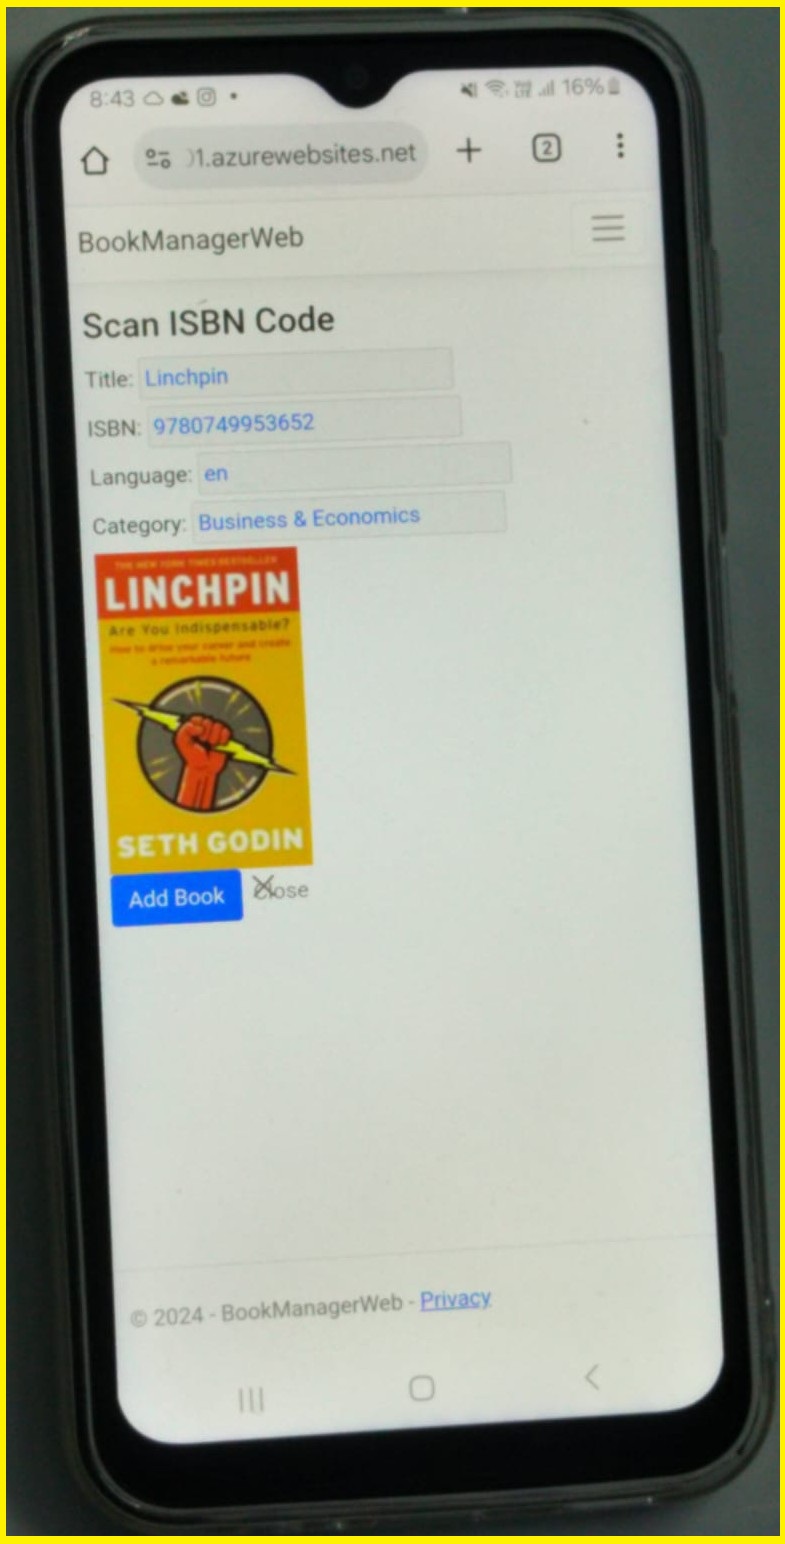 8:43
16%
2
)1.azurewebsites.net
BookManagerWeb
Scan ISBN Code
Title: Linchpin
ISBN: 9780749953652
Language: en
Category: Business & Economics
THE NEW YORK TIMES BESTSELLER
LINCHPIN
Are You Indispensable?
How to drive your career and create
a remarkable future
SETH GODIN
Add Book Close
© 2024 - BookManagerWeb - Privacy